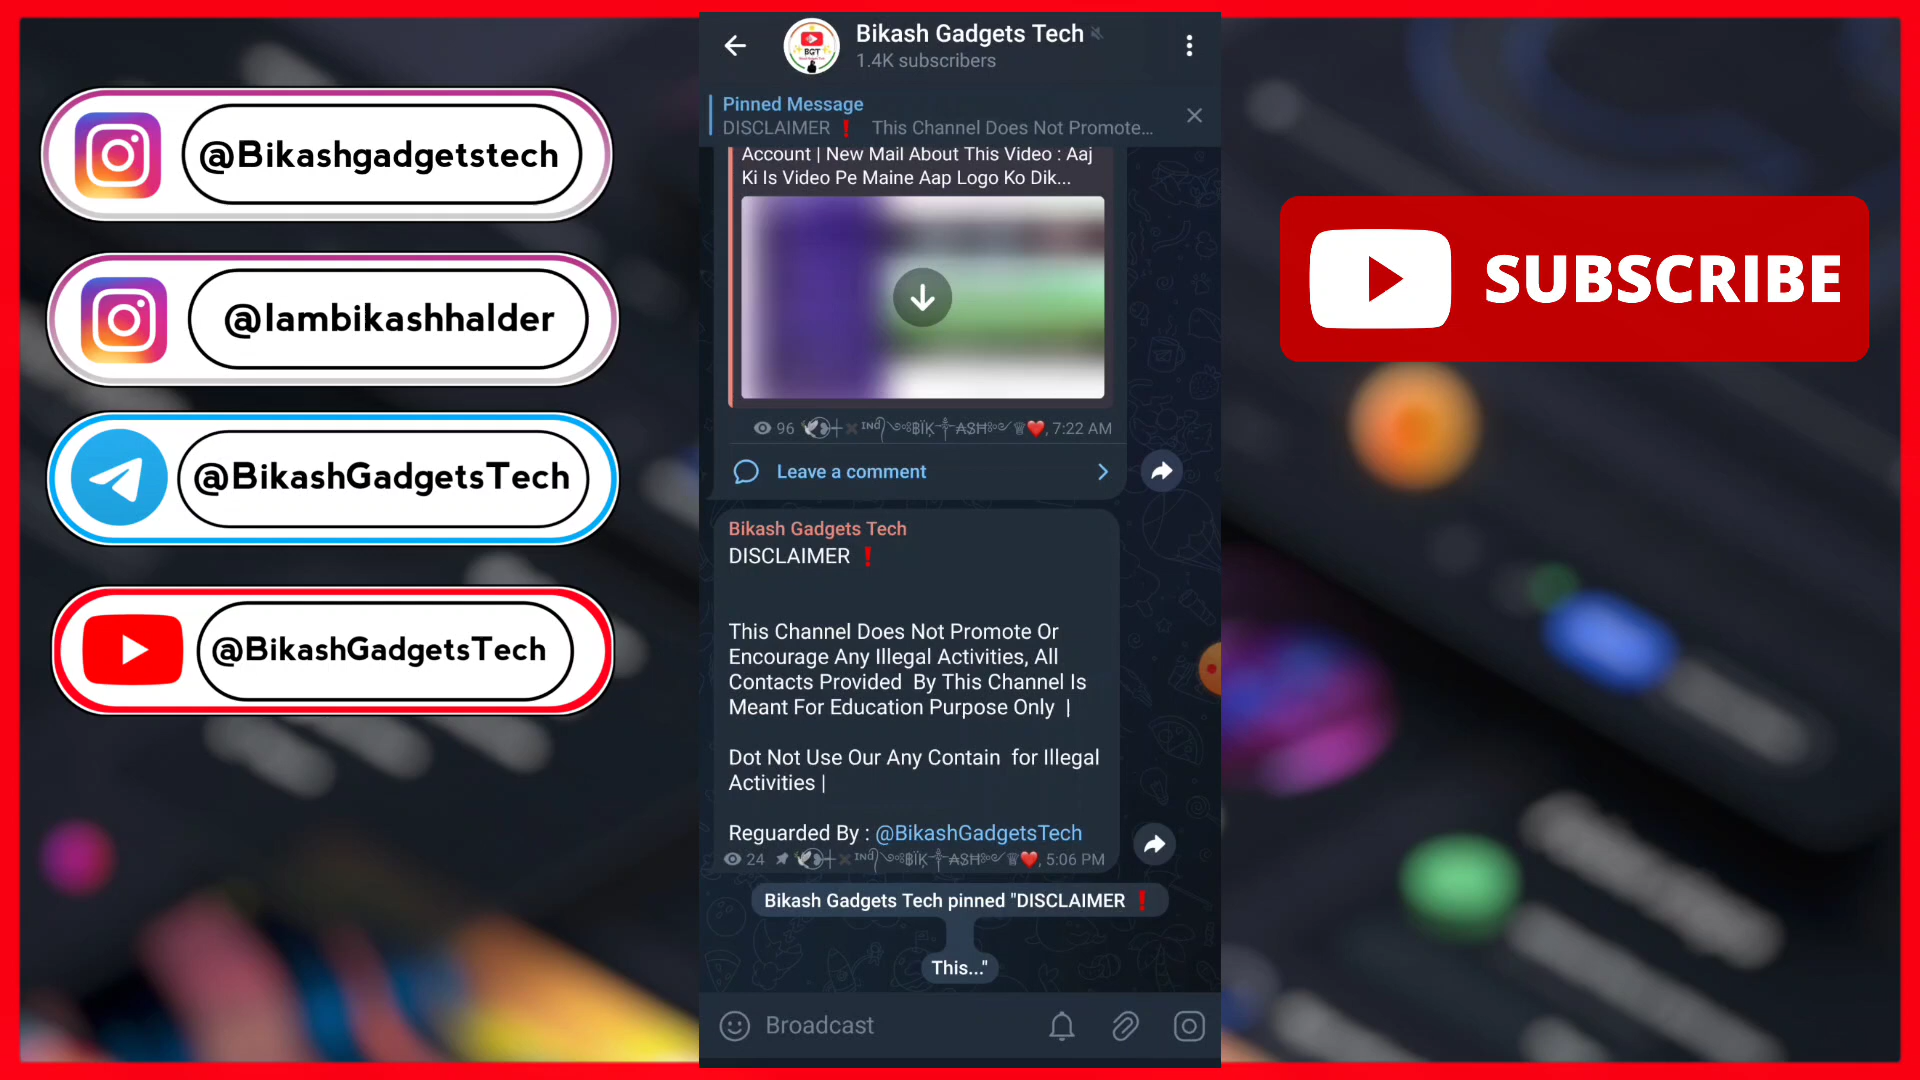 @Bikashgadgetstech
@Iambikashhalder
@BikashGadgetsTech
@BikashGadgetsTech
BGT
Bikash Gadgets Tech
1.4K subscribers
Pinned Message
DISCLAIMER ❗ This Channel Does Not Promote...
Account | New Mail About This Video : Aaj
Ki Is Video Pe Maine Aap Logo Ko Dik...
96
7:22 AM
Leave a comment
Bikash Gadgets Tech
DISCLAIMER ❗
This Channel Does Not Promote Or
Encourage Any Illegal Activities, All
Contacts Provided By This Channel Is
Meant For Education Purpose Only |
Dot Not Use Our Any Contain for Illegal
Activities |
Reguarded By : @BikashGadgetsTech
24
5:06 PM
Bikash Gadgets Tech pinned "DISCLAIMER ❗
This..."
Broadcast
SUBSCRIBE